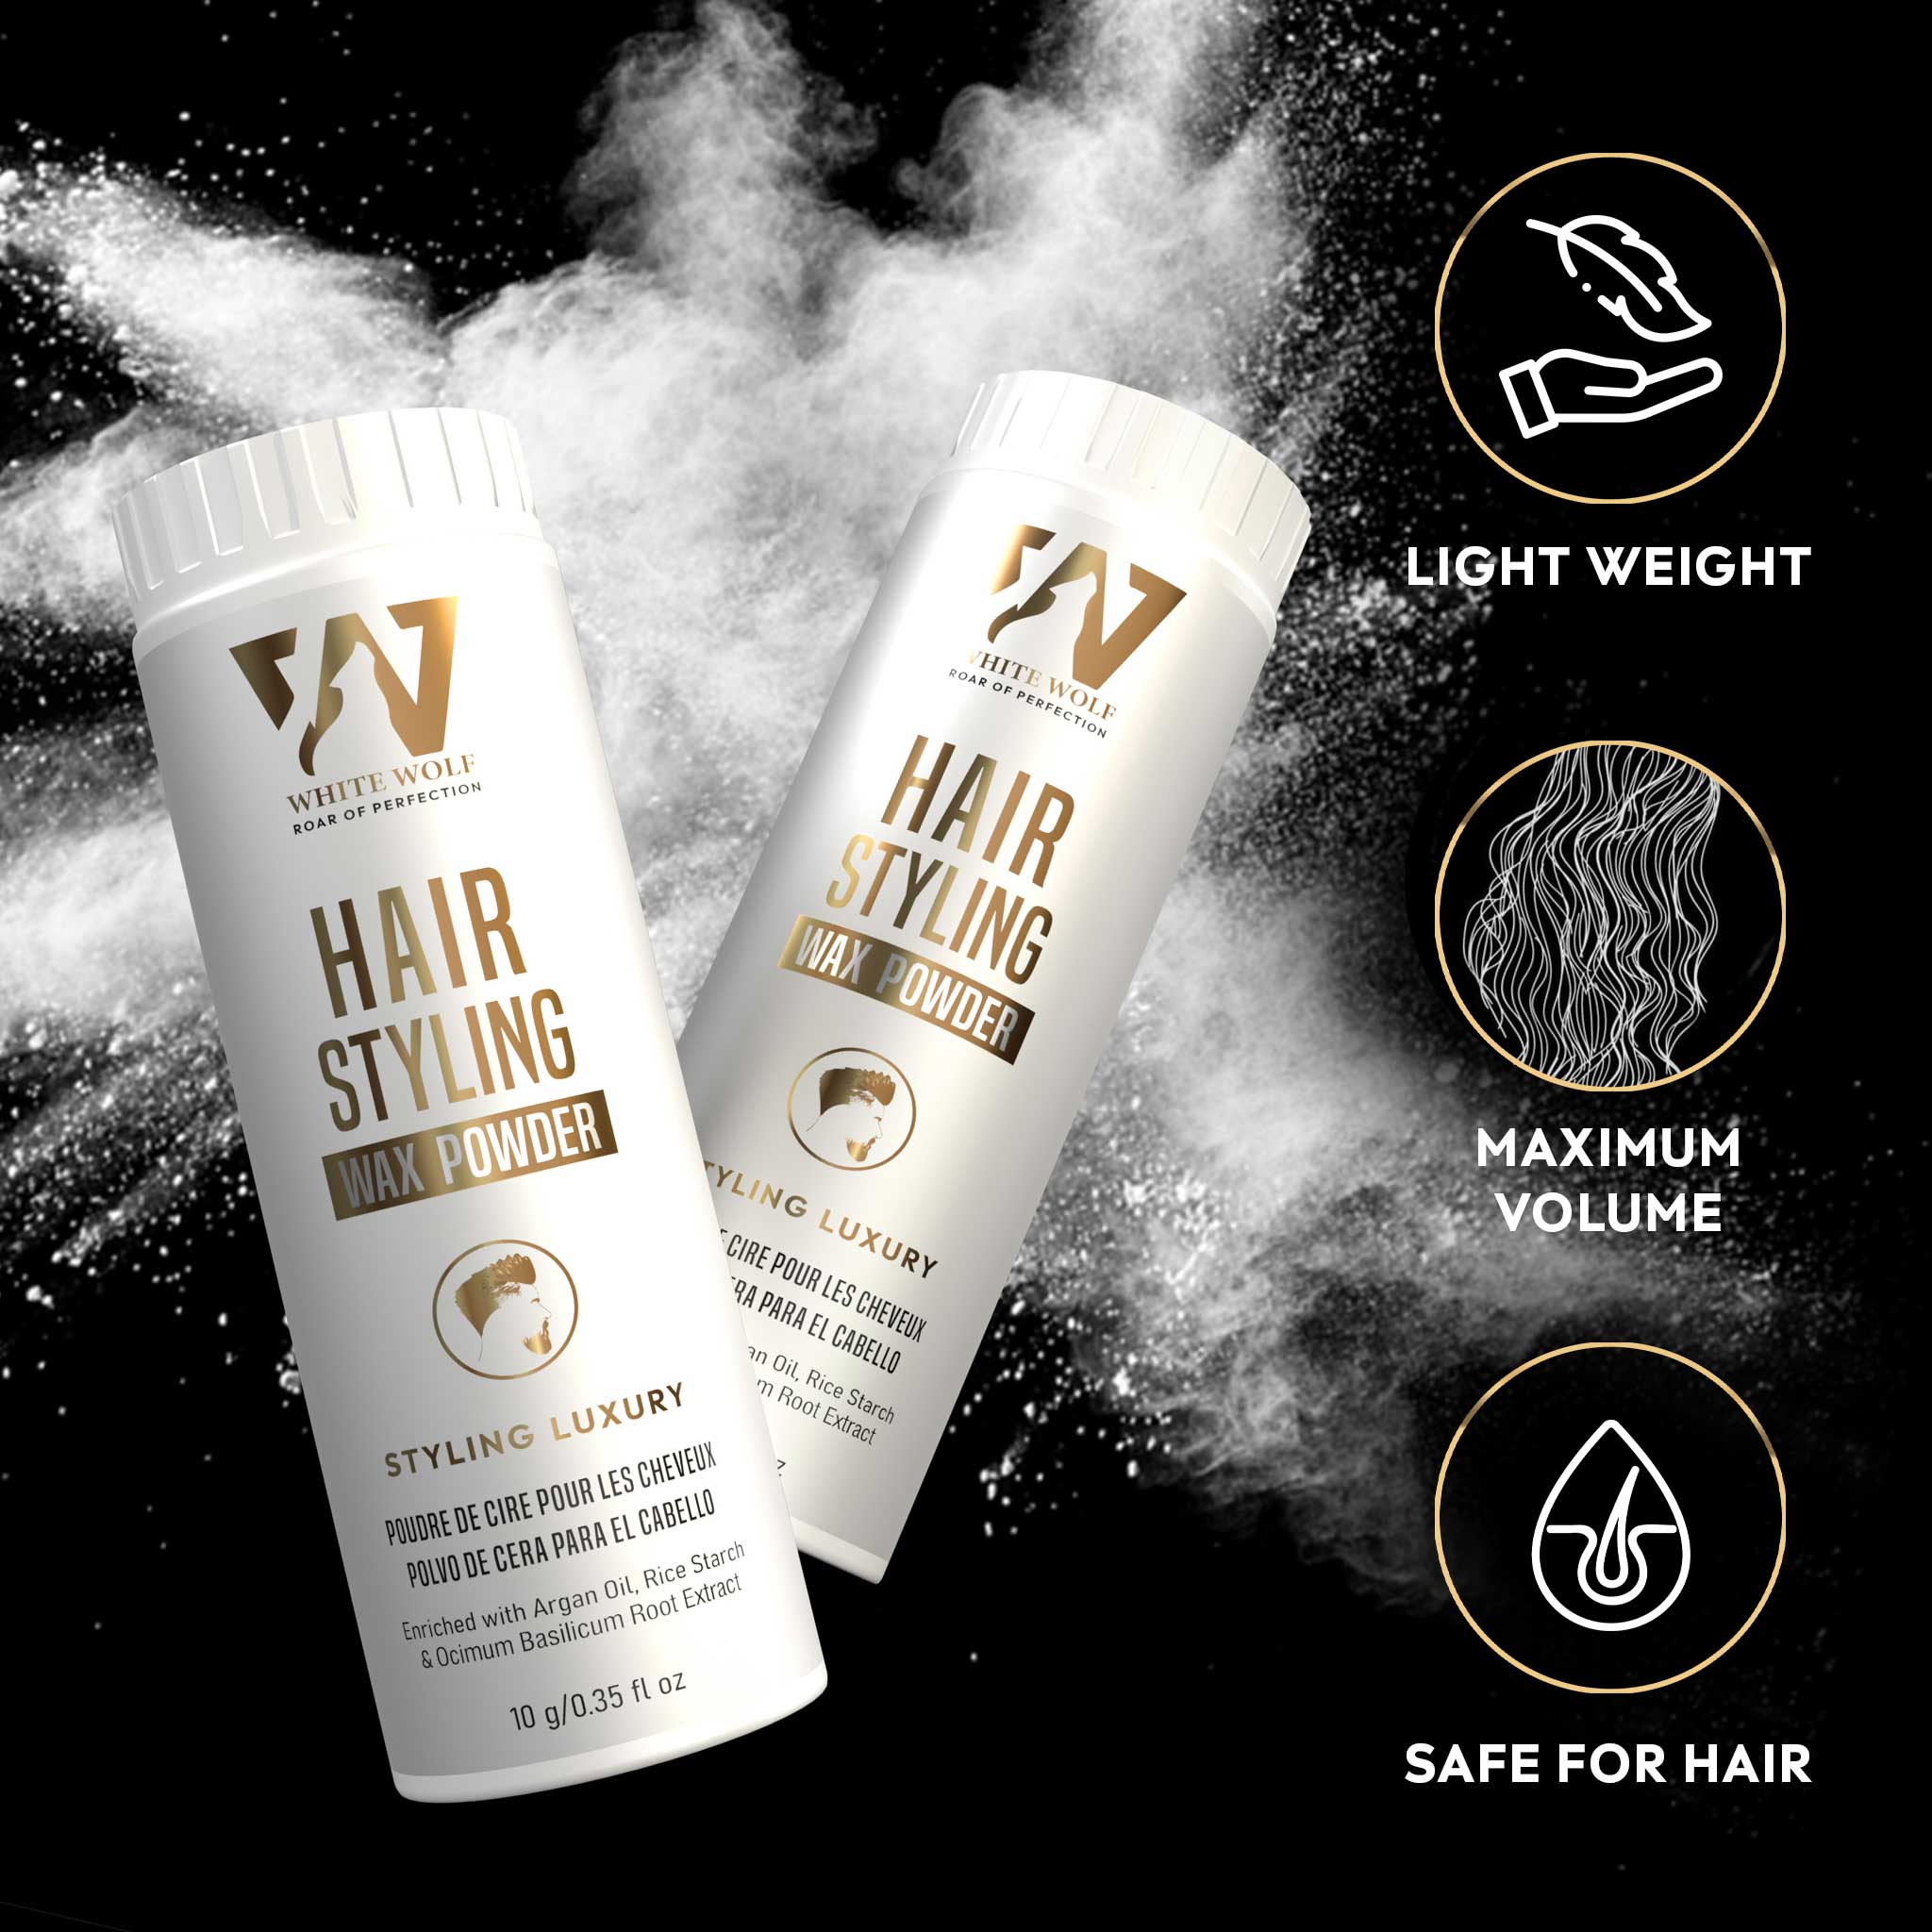 WHITE WOLF
ROAR OF PERFECTION
HAIR
STYLING
WAX POWDER
STYLING LUXURY
POUDRE DE CIRE POUR LES CHEVEUX
POLVO DE CERA PARA EL CABELLO
Enriched with Argan Oil, Rice Starch
& Ocimum Basilicum Root Extract
10 g/0.35 fl oz
WHITE WOLF
ROAR OF PERFECTION
HAIR
STYLING
WAX POWDER
STYLING LUXURY
CIRE POUR LES CHEVEUX
PARA EL CABELLO
Oil, Rice Starch
Root Extract
LIGHT WEIGHT
MAXIMUM
VOLUME
SAFE FOR HAIR